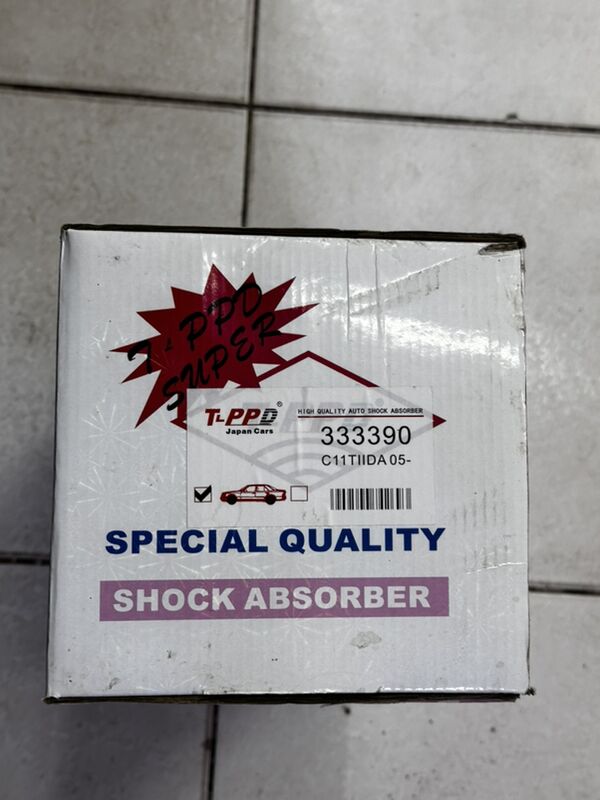 T-PPD
SUPER
T-PPD®
Japan Cars
HIGH QUALITY AUTO SHOCK ABSORBER
333390
C11TIIDA 05-
SPECIAL QUALITY
SHOCK ABSORBER